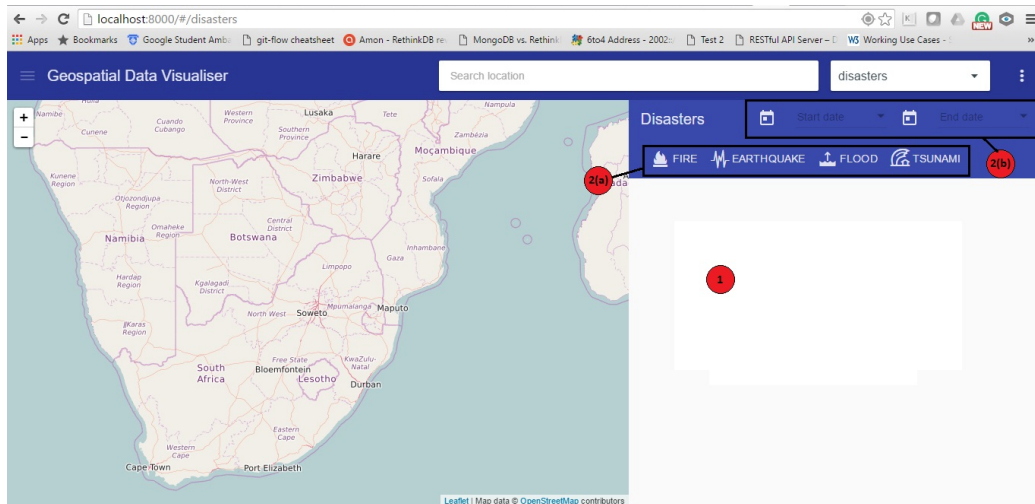 localhost:8000/#/disasters
Apps Bookmarks Google Student Amba git-flow cheatsheet Amon - RethinkDB re MongoDB vs. Rethink 6to4 Address - 2002:: Test 2 RESTful API Server – D Working Use Cases - »
NEW
Geospatial Data Visualiser Search location disasters
+
−
Disasters Start date End date
FIRE EARTHQUAKE FLOOD TSUNAMI
2(a) 2(b)
1
Namibe
Cunene
Cuando Cubango
Western Province
Southern Province
Lusaka
Tete
Nampula
Zambézia
Moçambique
Harare
Zimbabwe
Sofala
Kunene Region
North-West District
Otjozondjupa Region
Omaheke Region
Namibia
Central District
Botswana
Inhambane
Gaza
Limpopo
Hardap Region
Kgalagadi District
Mpumalanga
Maputo
North West
Soweto
ǁKaras Region
Free State
KwaZulu-Natal
South Africa
Bloemfontein
Lesotho
Durban
Eastern Cape
Western Cape
Cape Town
Port Elizabeth
Leaflet | Map data © OpenStreetMap contributors